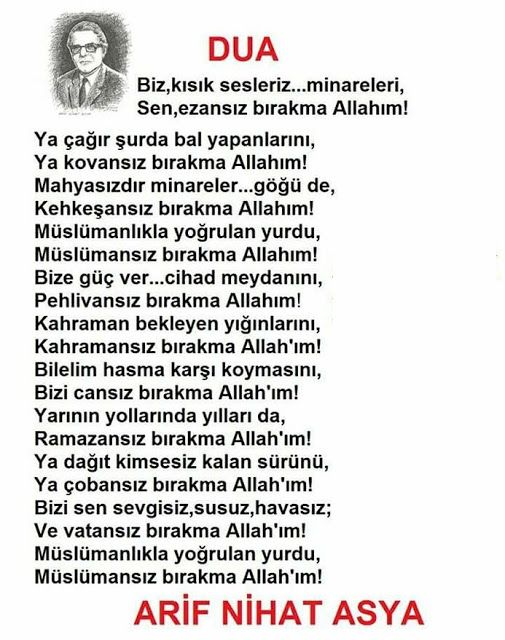 DUA
Biz,kısık sesleriz...minareleri,
Sen,ezansız bırakma Allahım!
Ya çağır şurda bal yapanlarını,
Ya kovansız bırakma Allahım!
Mahyasızdır minareler...göğü de,
Kehkeşansız bırakma Allahım!
Müslümanlıkla yoğrulan yurdu,
Müslümansız bırakma Allahım!
Bize güç ver...cihad meydanını,
Pehlivansız bırakma Allahım!
Kahraman bekleyen yığınlarını,
Kahramansız bırakma Allah'ım!
Bilelim hasma karşı koymasını,
Bizi cansız bırakma Allah'ım!
Yarının yollarında yılları da,
Ramazansız bırakma Allah'ım!
Ya dağıt kimsesiz kalan sürünü,
Ya çobansız bırakma Allah'ım!
Bizi sen sevgisiz,susuz,havasız;
Ve vatansız bırakma Allah'ım!
Müslümanlıkla yoğrulan yurdu,
Müslümansız bırakma Allah'ım!
ARİF NİHAT ASYA